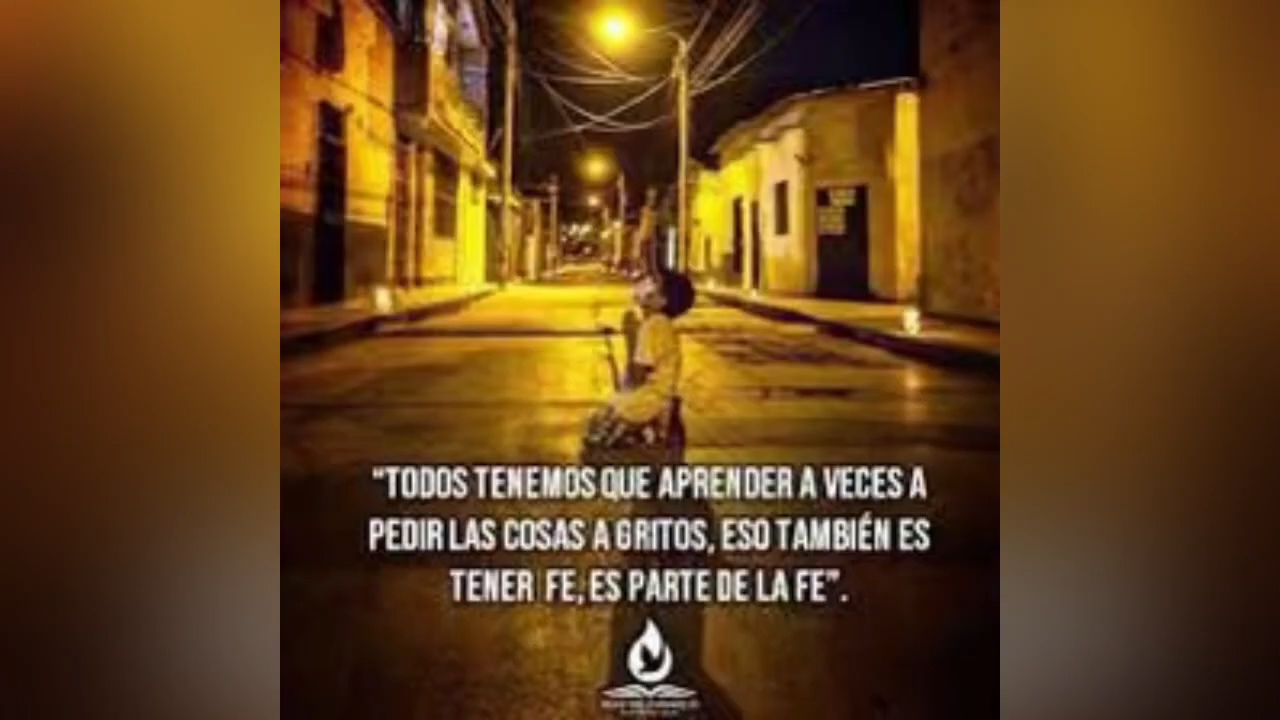 “TODOS TENEMOS QUE APRENDER A VECES A
PEDIR LAS COSAS A GRITOS, ESO TAMBIÉN ES
TENER FE, ES PARTE DE LA FE”.